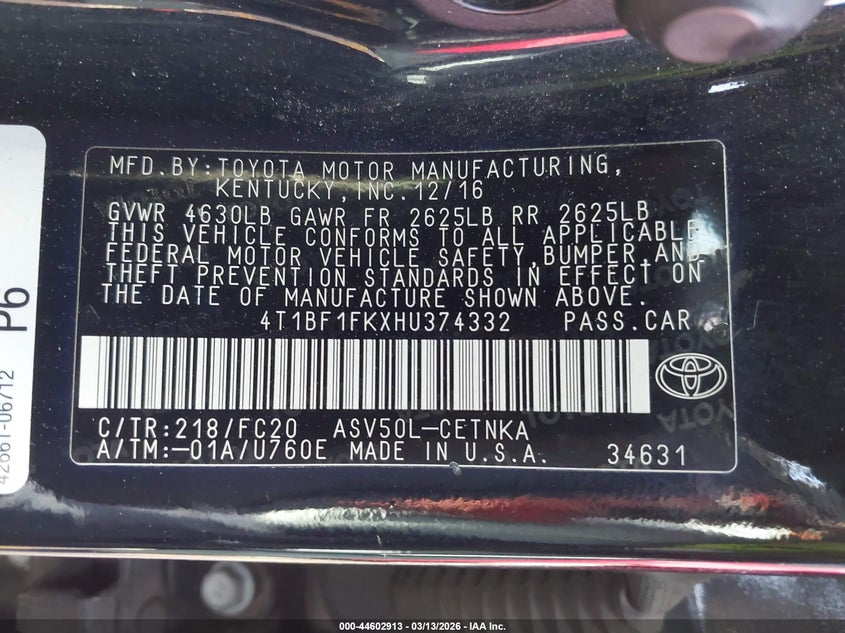 MFD.BY:TOYOTA MOTOR MANUFACTURING,
KENTUCKY,INC.12/16
GVWR 4630LB GAWR FR 2625LB RR 2625LB
THIS VEHICLE CONFORMS TO ALL APPLICABLE
FEDERAL MOTOR VEHICLE SAFETY,BUMPER,AND
THEFT PREVENTION STANDARDS IN EFFECT ON
THE DATE OF MANUFACTURE SHOWN ABOVE.
4T1BF1FKXHU374332 PASS.CAR
C/TR:218/FC20 ASV50L-CETNKA
A/TM:-01A/U760E MADE IN U.S.A. 34631
P6
42661-06712
000-44602913 - 03/13/2026 - IAA Inc.